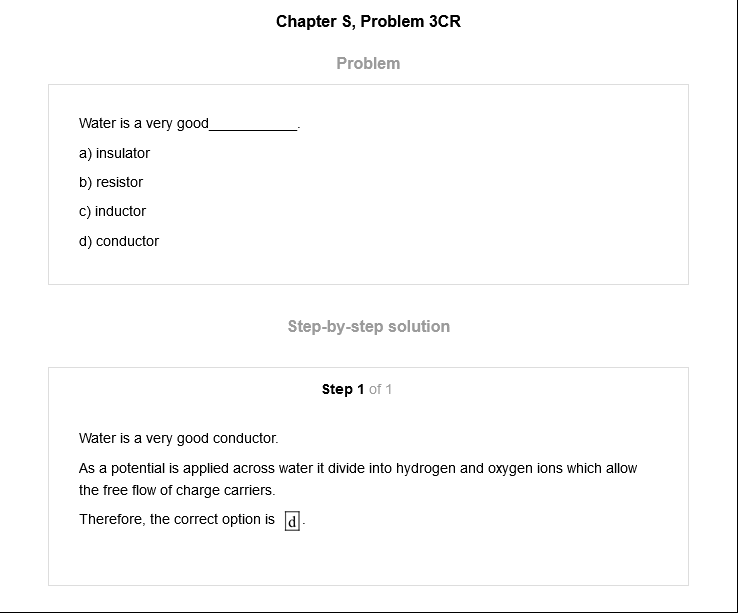 Chapter S, Problem 3CR
Problem
Water is a very good___________.
a) insulator
b) resistor
c) inductor
d) conductor
Step-by-step solution
Step 1 of 1
Water is a very good conductor.
As a potential is applied across water it divide into hydrogen and oxygen ions which allow
the free flow of charge carriers.
Therefore, the correct option is d.